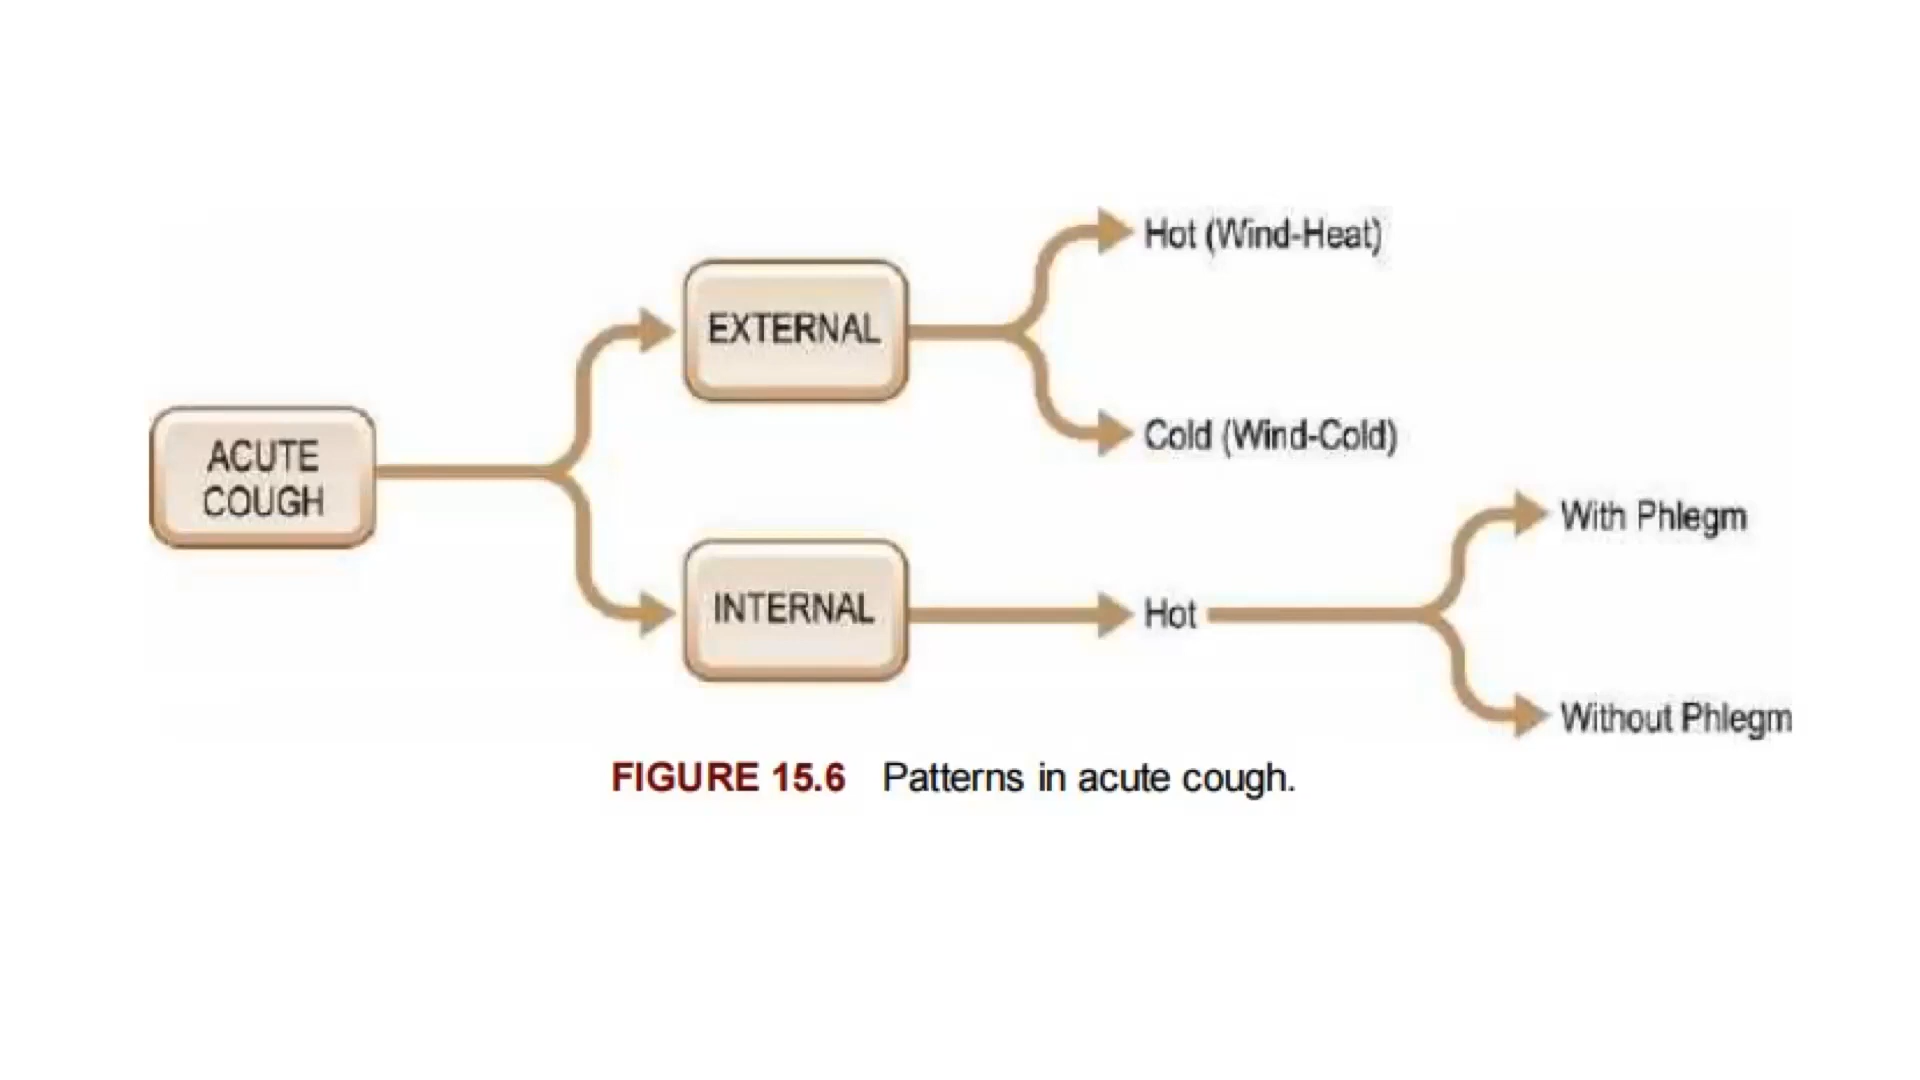 ACUTE
COUGH
EXTERNAL
Hot (Wind-Heat)
Cold (Wind-Cold)
INTERNAL
Hot
With Phlegm
Without Phlegm
FIGURE 15.6 Patterns in acute cough.